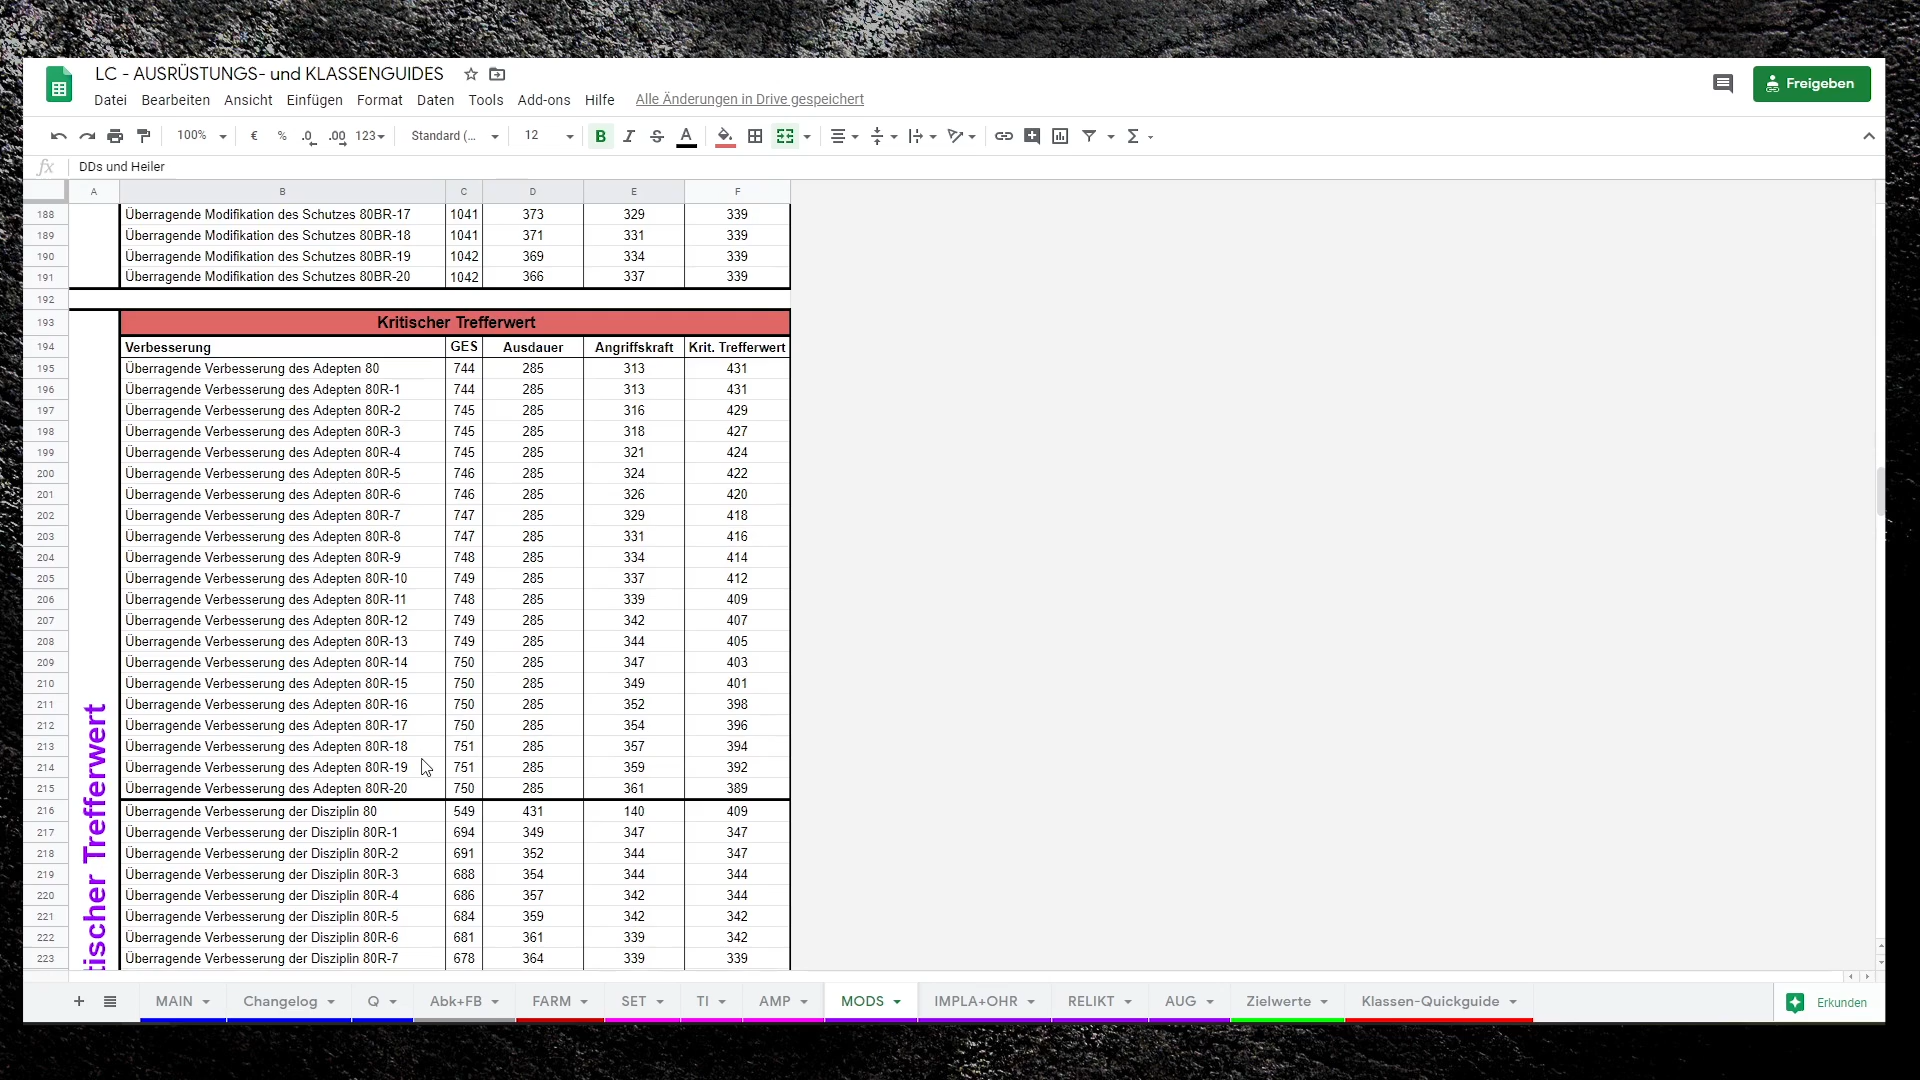 LC - AUSRÜSTUNGS- und KLASSENGUIDES
Freigeben
Datei Bearbeiten Ansicht Einfügen Format Daten Tools Add-ons Hilfe Alle Änderungen in Drive gespeichert
100% € % .0 .00 123 Standard (... 12 B I S A
fx DDs und Heiler
A B C D E F
188 Überragende Modifikation des Schutzes 80BR-17 1041 373 329 339
189 Überragende Modifikation des Schutzes 80BR-18 1041 371 331 339
190 Überragende Modifikation des Schutzes 80BR-19 1042 369 334 339
191 Überragende Modifikation des Schutzes 80BR-20 1042 366 337 339
192
193 Kritischer Trefferwert
194 Verbesserung GES Ausdauer Angriffskraft Krit. Trefferwert
195 Überragende Verbesserung des Adepten 80 744 285 313 431
196 Überragende Verbesserung des Adepten 80R-1 744 285 313 431
197 Überragende Verbesserung des Adepten 80R-2 745 285 316 429
198 Überragende Verbesserung des Adepten 80R-3 745 285 318 427
199 Überragende Verbesserung des Adepten 80R-4 745 285 321 424
200 Überragende Verbesserung des Adepten 80R-5 746 285 324 422
201 Überragende Verbesserung des Adepten 80R-6 746 285 326 420
202 Überragende Verbesserung des Adepten 80R-7 747 285 329 418
203 Überragende Verbesserung des Adepten 80R-8 747 285 331 416
204 Überragende Verbesserung des Adepten 80R-9 748 285 334 414
205 Überragende Verbesserung des Adepten 80R-10 749 285 337 412
206 Überragende Verbesserung des Adepten 80R-11 748 285 339 409
207 Überragende Verbesserung des Adepten 80R-12 749 285 342 407
208 Überragende Verbesserung des Adepten 80R-13 749 285 344 405
209 Überragende Verbesserung des Adepten 80R-14 750 285 347 403
210 Überragende Verbesserung des Adepten 80R-15 750 285 349 401
211 Überragende Verbesserung des Adepten 80R-16 750 285 352 398
212 Überragende Verbesserung des Adepten 80R-17 750 285 354 396
213 Überragende Verbesserung des Adepten 80R-18 751 285 357 394
214 Überragende Verbesserung des Adepten 80R-19 751 285 359 392
215 Überragende Verbesserung des Adepten 80R-20 750 285 361 389
216 Überragende Verbesserung der Disziplin 80 549 431 140 409
217 Überragende Verbesserung der Disziplin 80R-1 694 349 347 347
218 Überragende Verbesserung der Disziplin 80R-2 691 352 344 347
219 Überragende Verbesserung der Disziplin 80R-3 688 354 344 344
220 Überragende Verbesserung der Disziplin 80R-4 686 357 342 344
221 Überragende Verbesserung der Disziplin 80R-5 684 359 342 342
222 Überragende Verbesserung der Disziplin 80R-6 681 361 339 342
223 Überragende Verbesserung der Disziplin 80R-7 678 364 339 339
tischer Trefferwert
MAIN Changelog Q Abk+FB FARM SET TI AMP MODS IMPLA+OHR RELIKT AUG Zielwerte Klassen-Quickguide Erkunden